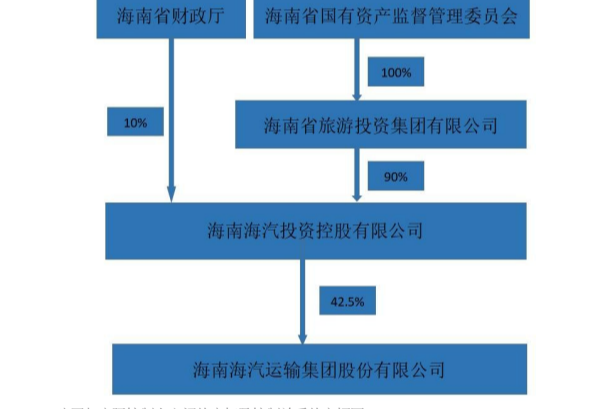 海南省财政厅
海南省国有资产监督管理委员会
100%
海南省旅游投资集团有限公司
10%
90%
海南海汽投资控股有限公司
42.5%
海南海汽运输集团股份有限公司